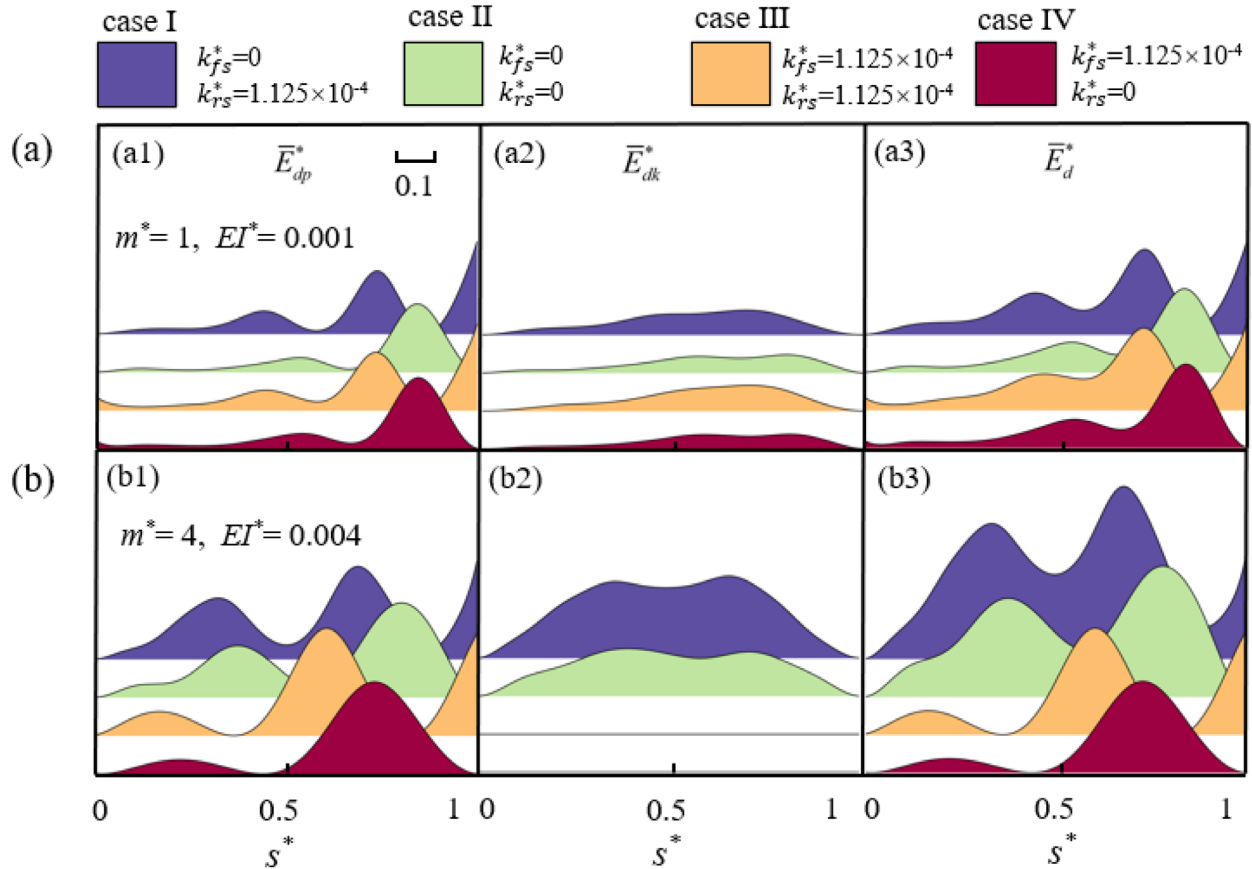 case I case II case III case IV
k*fs=0 k*fs=0 k*fs=1.125×10-4 k*fs=1.125×10-4
k*rs=1.125×10-4 k*rs=0 k*rs=1.125×10-4 k*rs=0
(a) (a1) Ē*dp (a2) Ē*dk (a3) Ē*d
0.1
m*= 1, EI*= 0.001
(b) (b1) (b2) (b3)
m*= 4, EI*= 0.004
0 0.5 1 0 0.5 1 0 0.5 1
s* s* s*